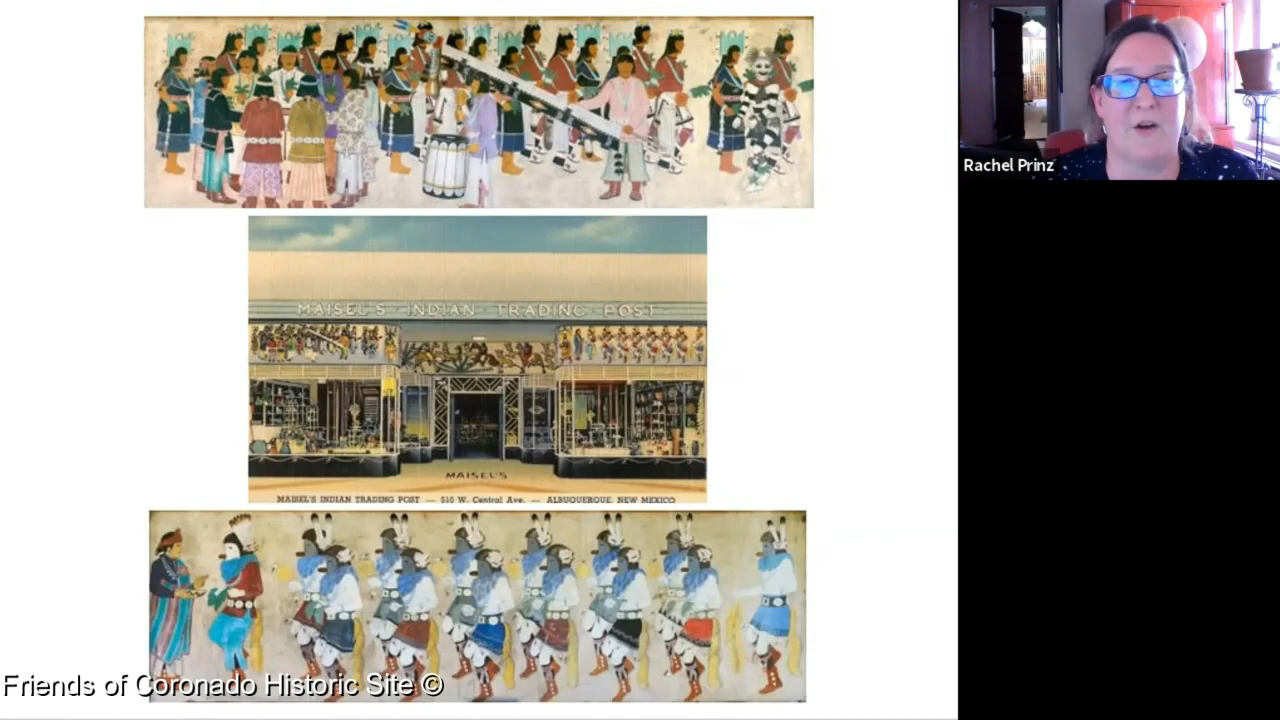 Rachel Prinz
MAISEL'S INDIAN TRADING POST
MAISEL'S
MAISEL'S INDIAN TRADING POST — 510 W. Central Ave. — ALBUQUERQUE, NEW MEXICO
Friends of Coronado Historic Site ©